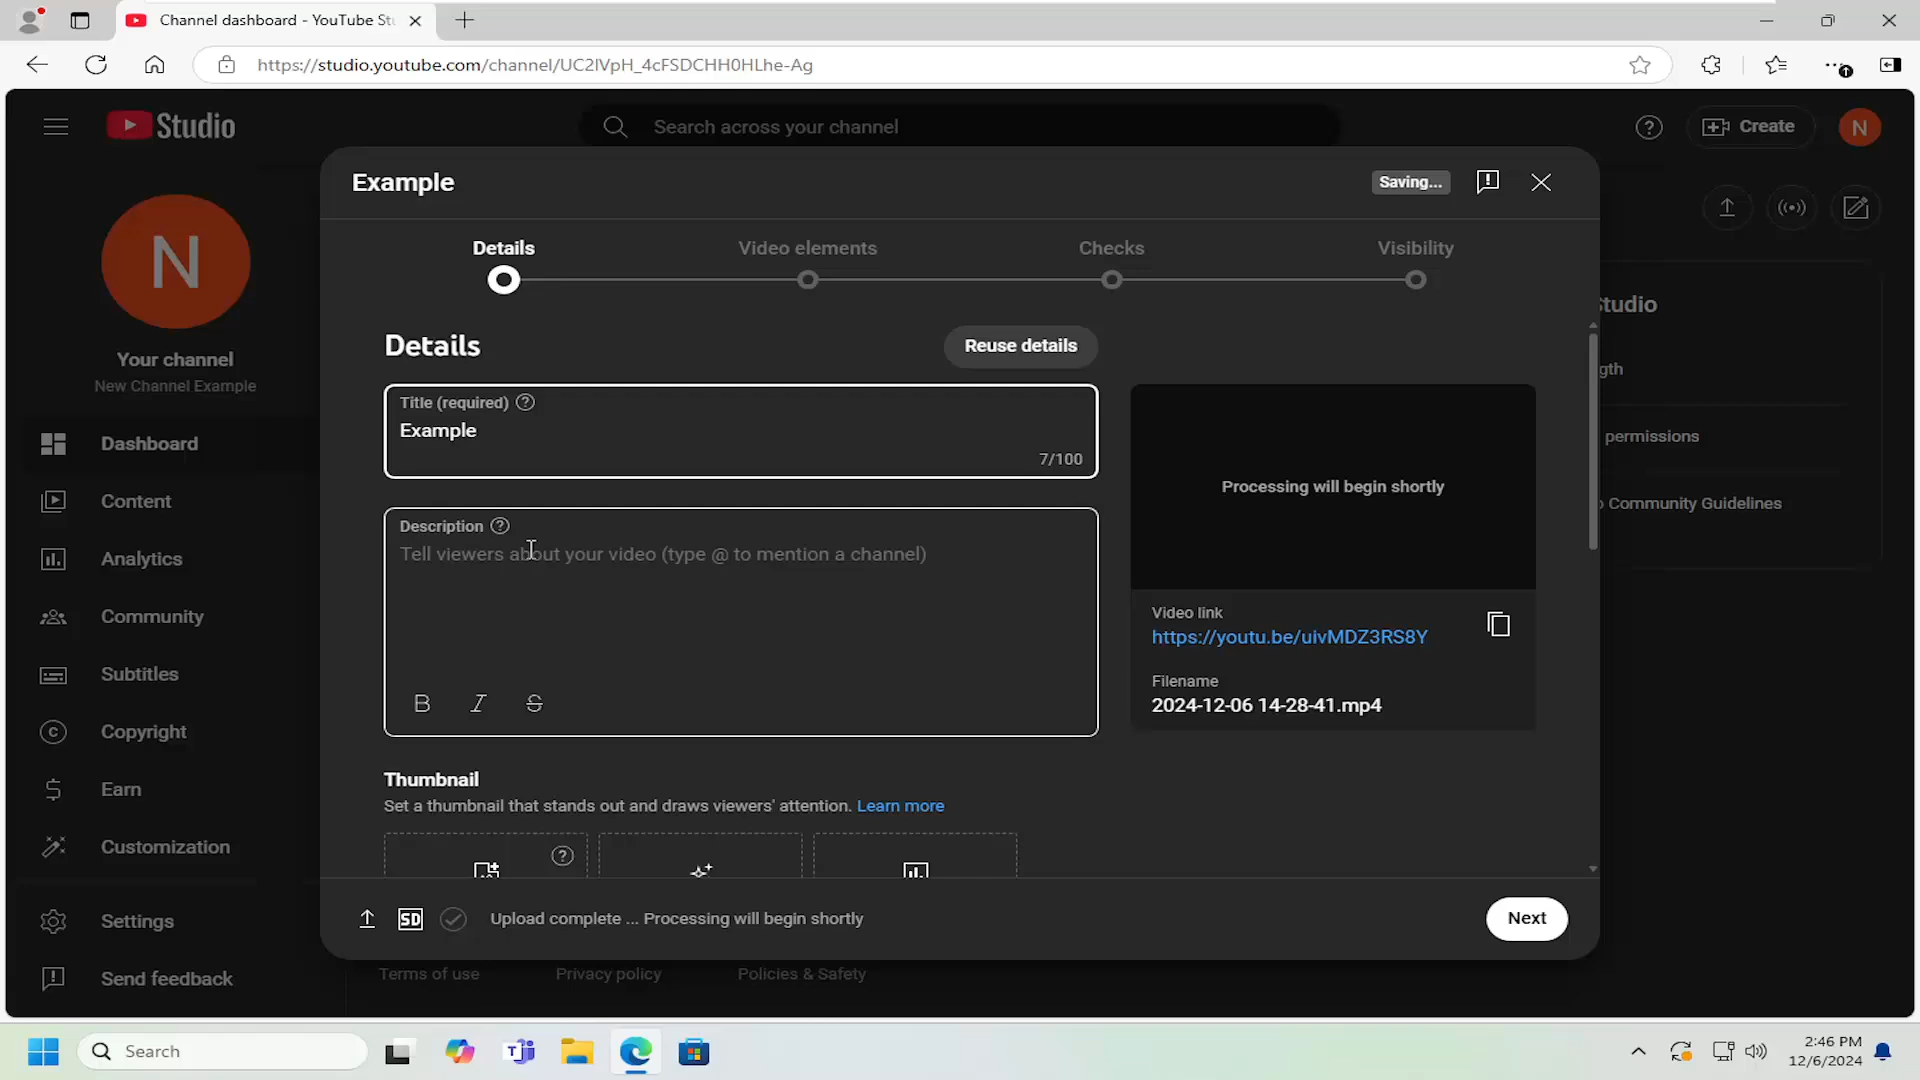 Channel dashboard - YouTube St
https://studio.youtube.com/channel/UC2IVpH_4cFSDCHH0HLhe-Ag
Studio
Search across your channel
Create
N
Example
Saving...
Details
Video elements
Checks
Visibility
N
Your channel
New Channel Example
Dashboard
Content
Analytics
Community
Subtitles
Copyright
Earn
Customization
Settings
Send feedback
Details
Reuse details
Title (required)
Example
7/100
Description
Tell viewers about your video (type @ to mention a channel)
B I S
Processing will begin shortly
Video link
https://youtu.be/uivMDZ3RS8Y
Filename
2024-12-06 14-28-41.mp4
Thumbnail
Set a thumbnail that stands out and draws viewers' attention. Learn more
SD
Upload complete ... Processing will begin shortly
Next
Studio
gth
permissions
Community Guidelines
Terms of use
Privacy policy
Policies & Safety
Search
2:46 PM
12/6/2024